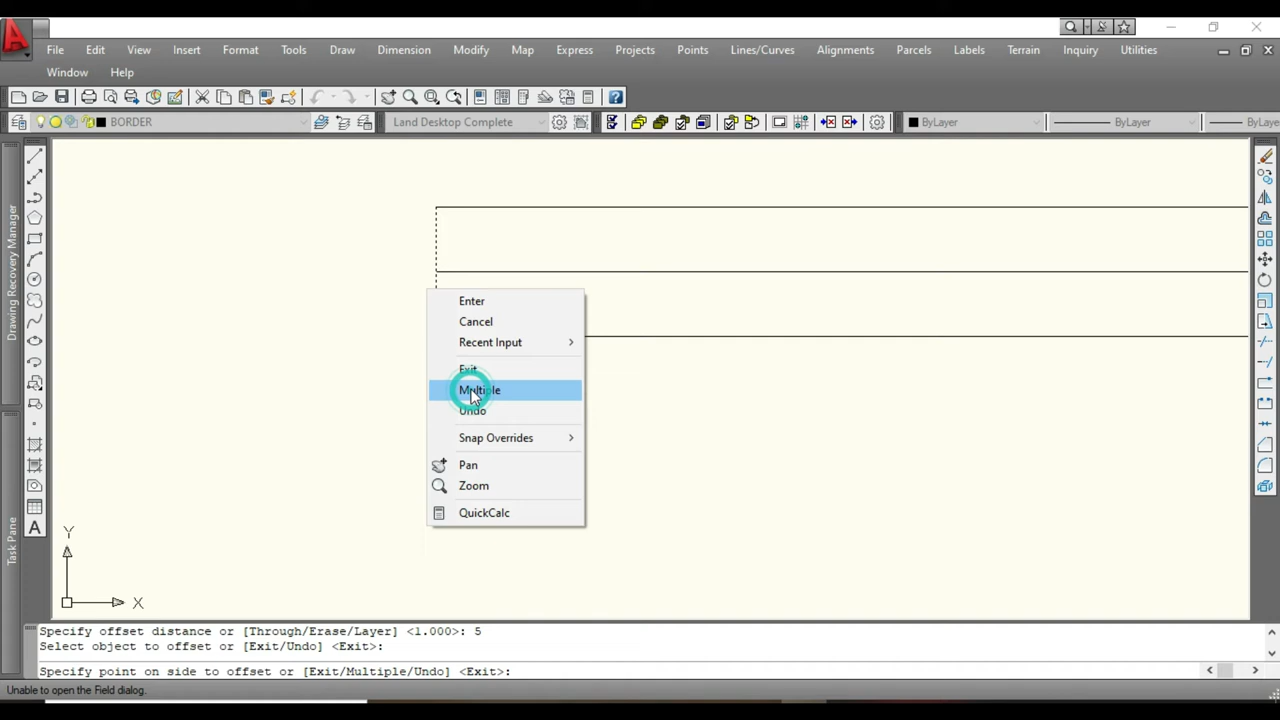 File Edit View Insert Format Tools Draw Dimension Modify Map Express Projects Points Lines/Curves Alignments Parcels Labels Terrain Inquiry Utilities
Window Help
BORDER Land Desktop Complete ByLayer ByLayer ByLaye
Drawing Recovery Manager
Enter
Cancel
Recent Input
Exit
Multiple
Undo
Snap Overrides
Pan
Zoom
QuickCalc
Task Pane
A
Y
X
Specify offset distance or [Through/Erase/Layer] <1.000>: 5
Select object to offset or [Exit/Undo] <Exit>:
Specify point on side to offset or [Exit/Multiple/Undo] <Exit>:
Unable to open the Field dialog.